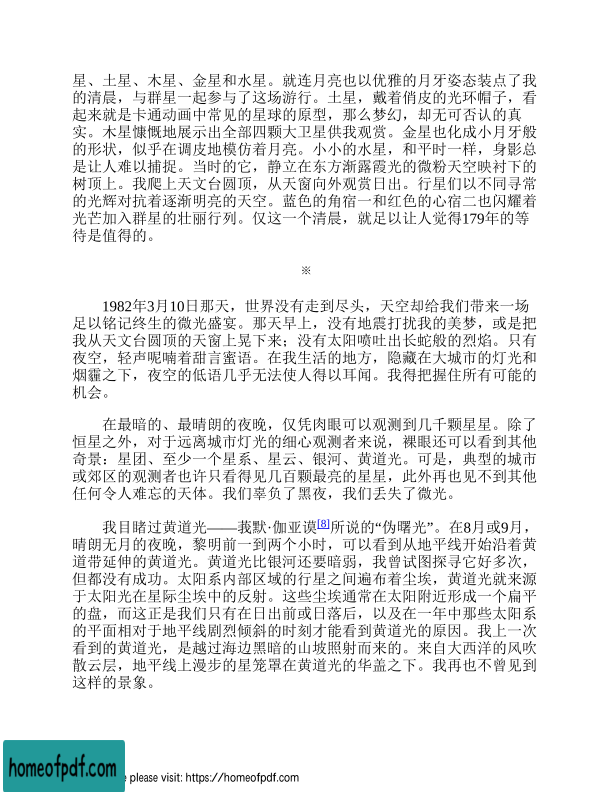 星、土星、木星、金星和水星。就连月亮也以优雅的月牙姿态装点了我
的清晨，与群星一起参与了这场游行。土星，戴着俏皮的光环帽子，看
起来就是卡通动画中常见的星球的原型，那么梦幻，却无可否认的真
实。木星慷慨地展示出全部四颗大卫星供我观赏。金星也化成小月牙般
的形状，似乎在调皮地模仿着月亮。小小的水星，和平时一样，身影总
是让人难以捕捉。当时的它，静立在东方渐露霞光的微粉天空映衬下的
树顶上。我爬上天文台圆顶，从天窗向外观赏日出。行星们以不同寻常
的光辉对抗着逐渐明亮的天空。蓝色的角宿一和红色的心宿二也闪耀着
光芒加入群星的壮丽行列。仅这一个清晨，就足以让人觉得179年的等
待是值得的。
※
1982年3月10日那天，世界没有走到尽头，天空却给我们带来一场
足以铭记终生的微光盛宴。那天早上，没有地震打扰我的美梦，或是把
我从天文台圆顶的天窗上晃下来；没有太阳喷吐出长蛇般的烈焰。只有
夜空，轻声呢喃着甜言蜜语。在我生活的地方，隐藏在大城市的灯光和
烟霾之下，夜空的低语几乎无法使人得以耳闻。我得把握住所有可能的
机会。
在最暗的、最晴朗的夜晚，仅凭肉眼可以观测到几千颗星星。除了
恒星之外，对于远离城市灯光的细心观测者来说，裸眼还可以看到其他
奇景：星团、至少一个星系、星云、银河、黄道光。可是，典型的城市
或郊区的观测者也许只看得见几百颗最亮的星星，此外再也见不到其他
任何令人难忘的天体。我们辜负了黑夜，我们丢失了微光。
我目睹过黄道光——莪默·伽亚谟[8]所说的“伪曙光”。在8月或9月，
晴朗无月的夜晚，黎明前一到两个小时，可以看到从地平线开始沿着黄
道带延伸的黄道光。黄道光比银河还要暗弱，我曾试图探寻它好多次，
但都没有成功。太阳系内部区域的行星之间遍布着尘埃，黄道光就来源
于太阳光在星际尘埃中的反射。这些尘埃通常在太阳附近形成一个扁平
的盘，而这正是我们只有在日出前或日落后，以及在一年中那些太阳系
的平面相对于地平线剧烈倾斜的时刻才能看到黄道光的原因。我上一次
看到的黄道光，是越过海边黑暗的山坡照射而来的。来自大西洋的风吹
散云层，地平线上漫步的星笼罩在黄道光的华盖之下。我再也不曾见到
这样的景象。
homeofpdf.com
e please visit: https://homeofpdf.com